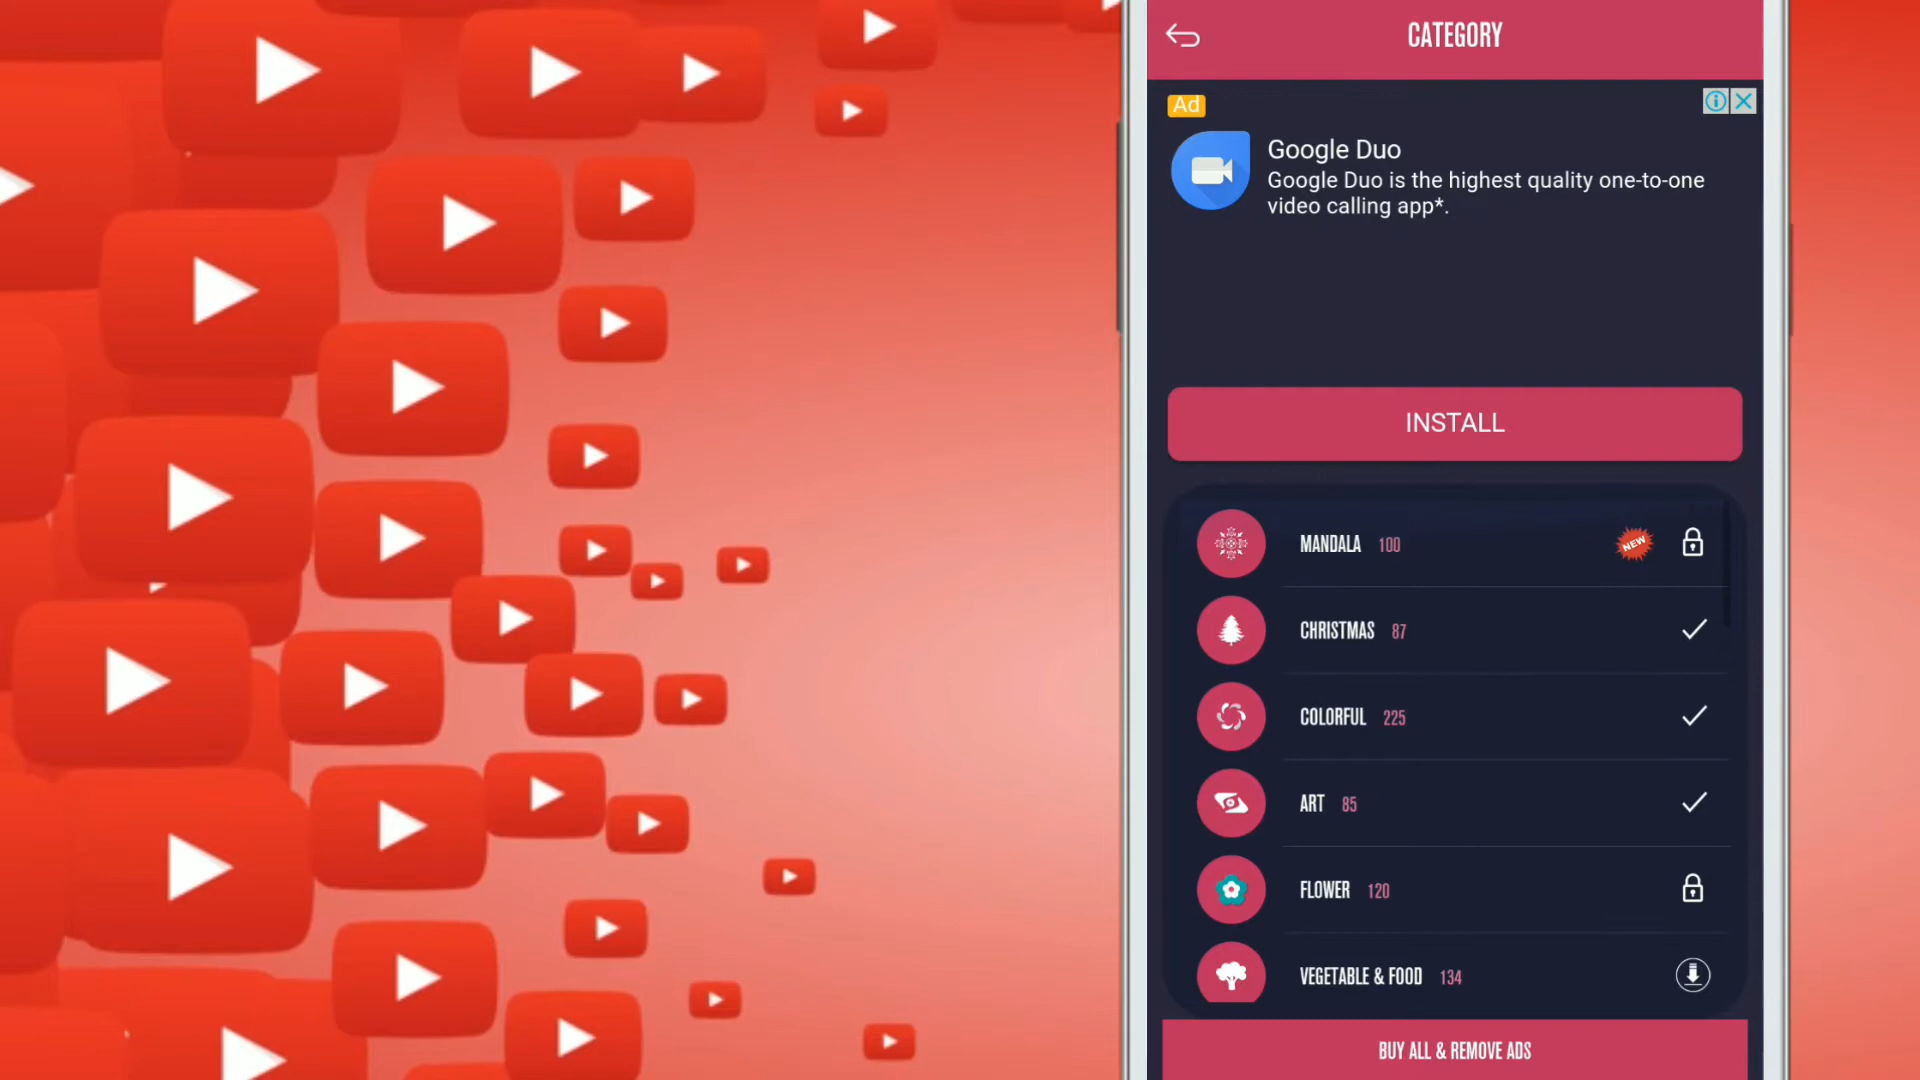 CATEGORY
Ad
Google Duo
Google Duo is the highest quality one-to-one
video calling app*.
INSTALL
MANDALA 100 NEW
CHRISTMAS 87
COLORFUL 225
ART 85
FLOWER 120
VEGETABLE & FOOD 134
BUY ALL & REMOVE ADS